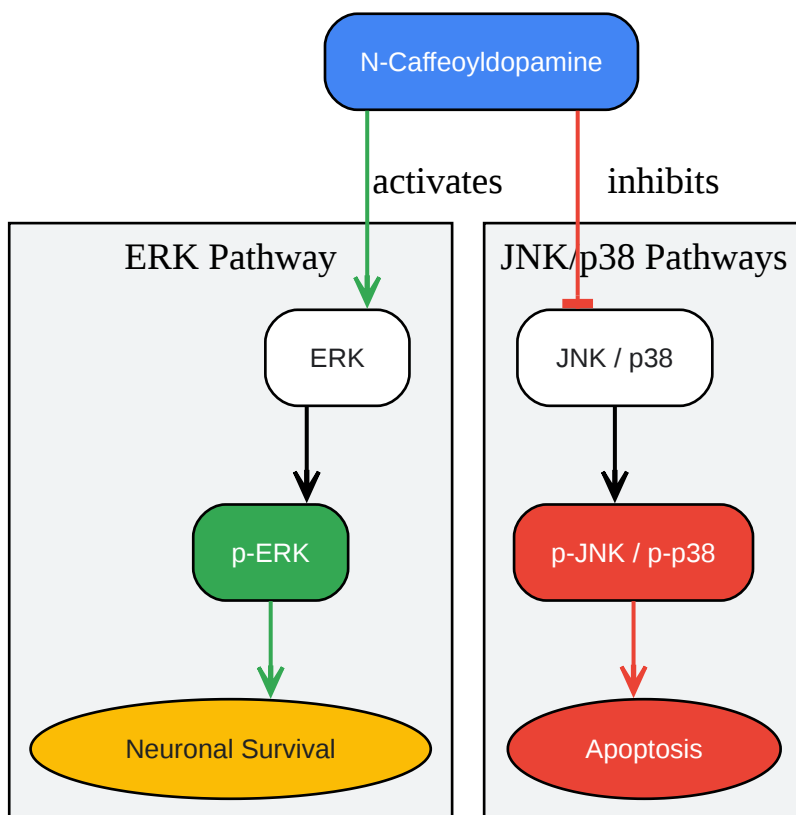 N-Caffeoyldopamine
activates
inhibits
ERK Pathway
JNK/p38 Pathways
ERK
JNK / p38
p-ERK
p-JNK / p-p38
Neuronal Survival
Apoptosis